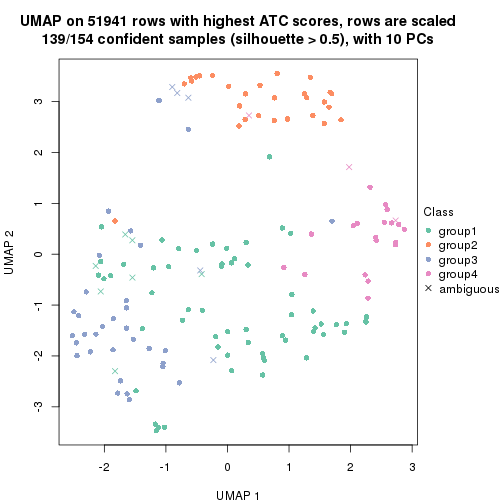 UMAP on 51941 rows with highest ATC scores, rows are scaled
139/154 confident samples (silhouette > 0.5), with 10 PCs
3
2
1
0
-1
-2
-3
UMAP 2
-2
-1
0
1
2
3
UMAP 1
Class
group1
group2
group3
group4
ambiguous